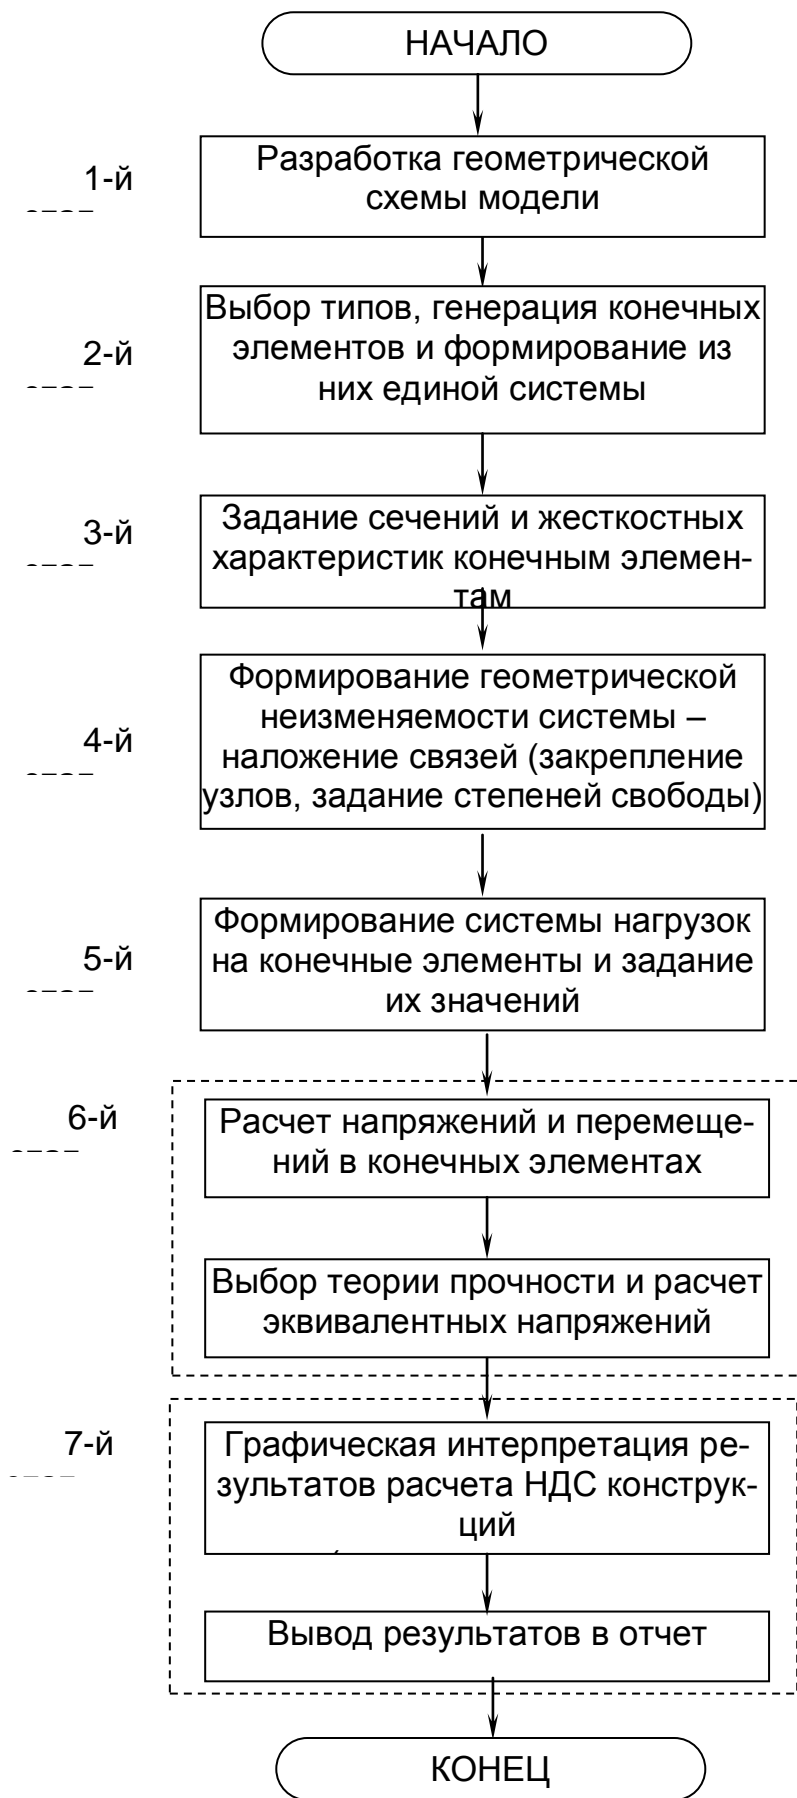 НАЧАЛО
1-й
Разработка геометрической
схемы модели
2-й
Выбор типов, генерация конечных
элементов и формирование из
них единой системы
3-й
Задание сечений и жесткостных
характеристик конечным элемен-
там
4-й
Формирование геометрической
неизменяемости системы –
наложение связей (закрепление
узлов, задание степеней свободы)
5-й
Формирование системы нагрузок
на конечные элементы и задание
их значений
6-й
Расчет напряжений и перемеще-
ний в конечных элементах
Выбор теории прочности и расчет
эквивалентных напряжений
7-й
Графическая интерпретация ре-
зультатов расчета НДС конструк-
ций
Вывод результатов в отчет
КОНЕЦ